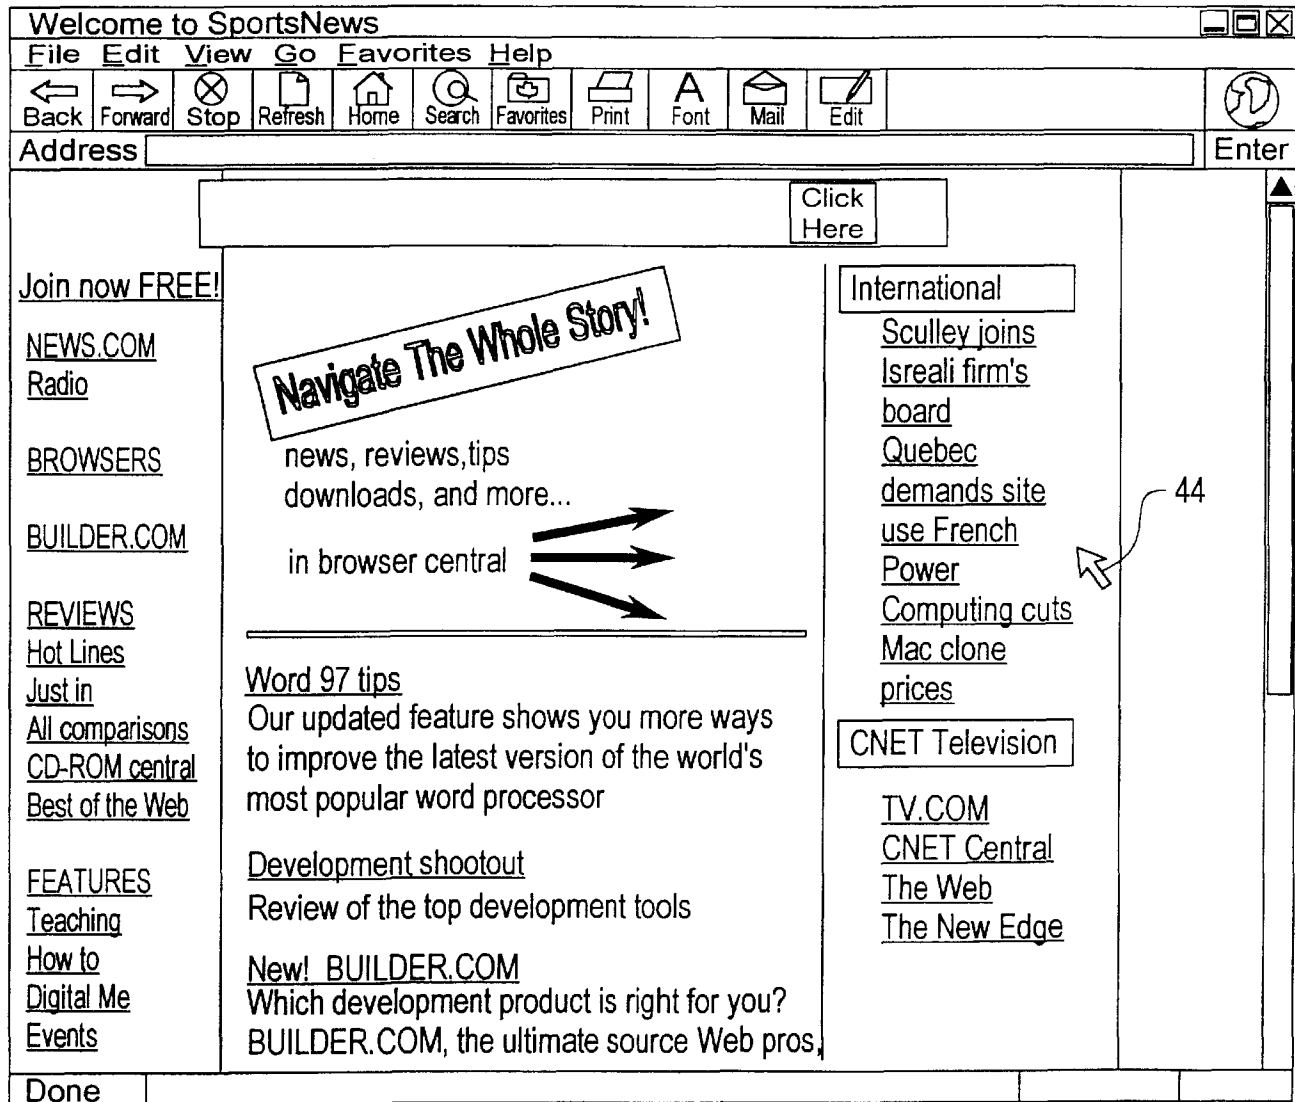 Welcome to SportsNews
File Edit View Go Favorites Help
Back Forward Stop Refresh Home Search Favorites Print Font Mail Edit
Address Enter
Click
Here
Join now FREE!
NEWS.COM
Radio
BROWSERS
BUILDER.COM
REVIEWS
Hot Lines
Just in
All comparisons
CD-ROM central
Best of the Web
FEATURES
Teaching
How to
Digital Me
Events
Navigate The Whole Story!
news, reviews,tips
downloads, and more...
in browser central
Word 97 tips
Our updated feature shows you more ways
to improve the latest version of the world's
most popular word processor
Development shootout
Review of the top development tools
New! BUILDER.COM
Which development product is right for you?
BUILDER.COM, the ultimate source Web pros,
International
Sculley joins
Isreali firm's
board
Quebec
demands site
use French
Power
Computing cuts
Mac clone
prices
CNET Television
TV.COM
CNET Central
The Web
The New Edge
44
Done